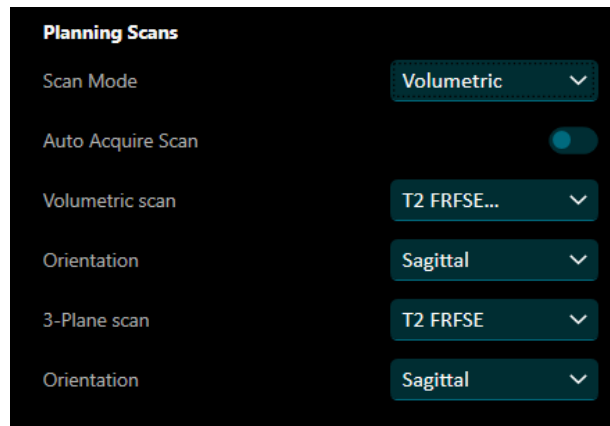 Planning Scans
Scan Mode Volumetric
Auto Acquire Scan
Volumetric scan T2 FRFSE...
Orientation Sagittal
3-Plane scan T2 FRFSE
Orientation Sagittal